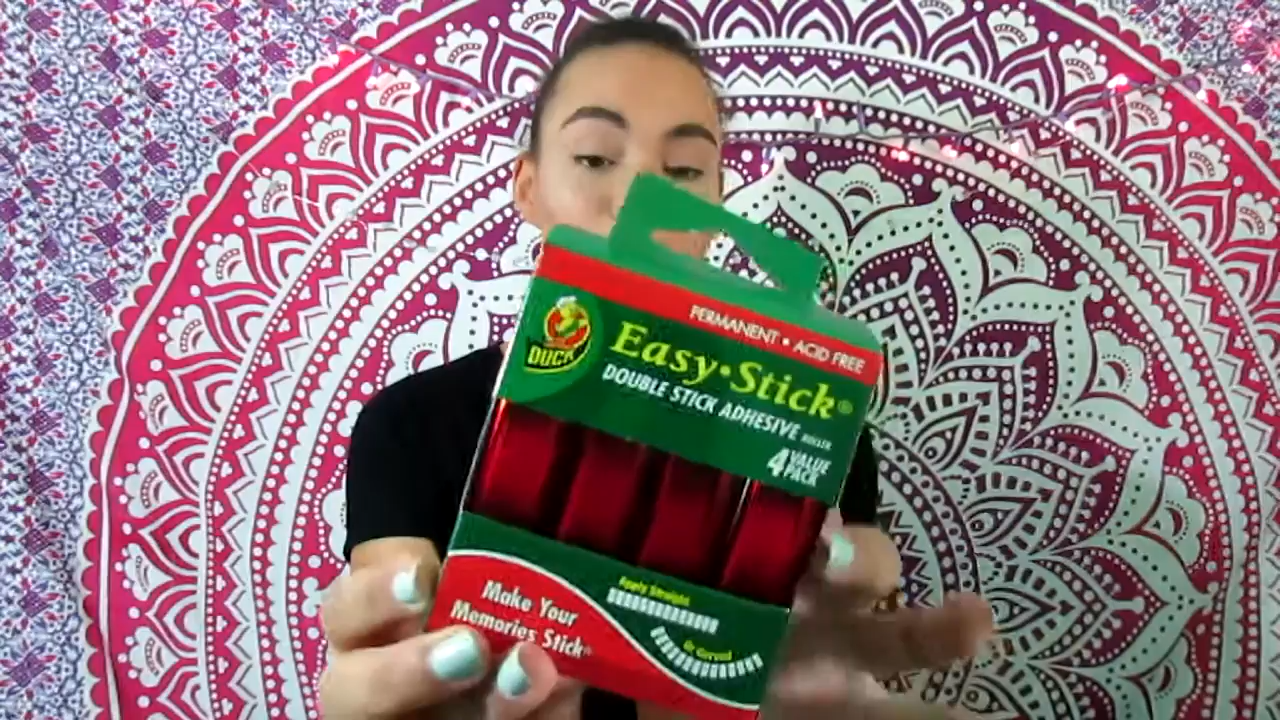 PERMANENT • ACID FREE
DUCK
Easy•Stick®
DOUBLE STICK ADHESIVE ROLLER
4 VALUE
PACK
Apply Straight
Or Curved
Make Your
Memories Stick®